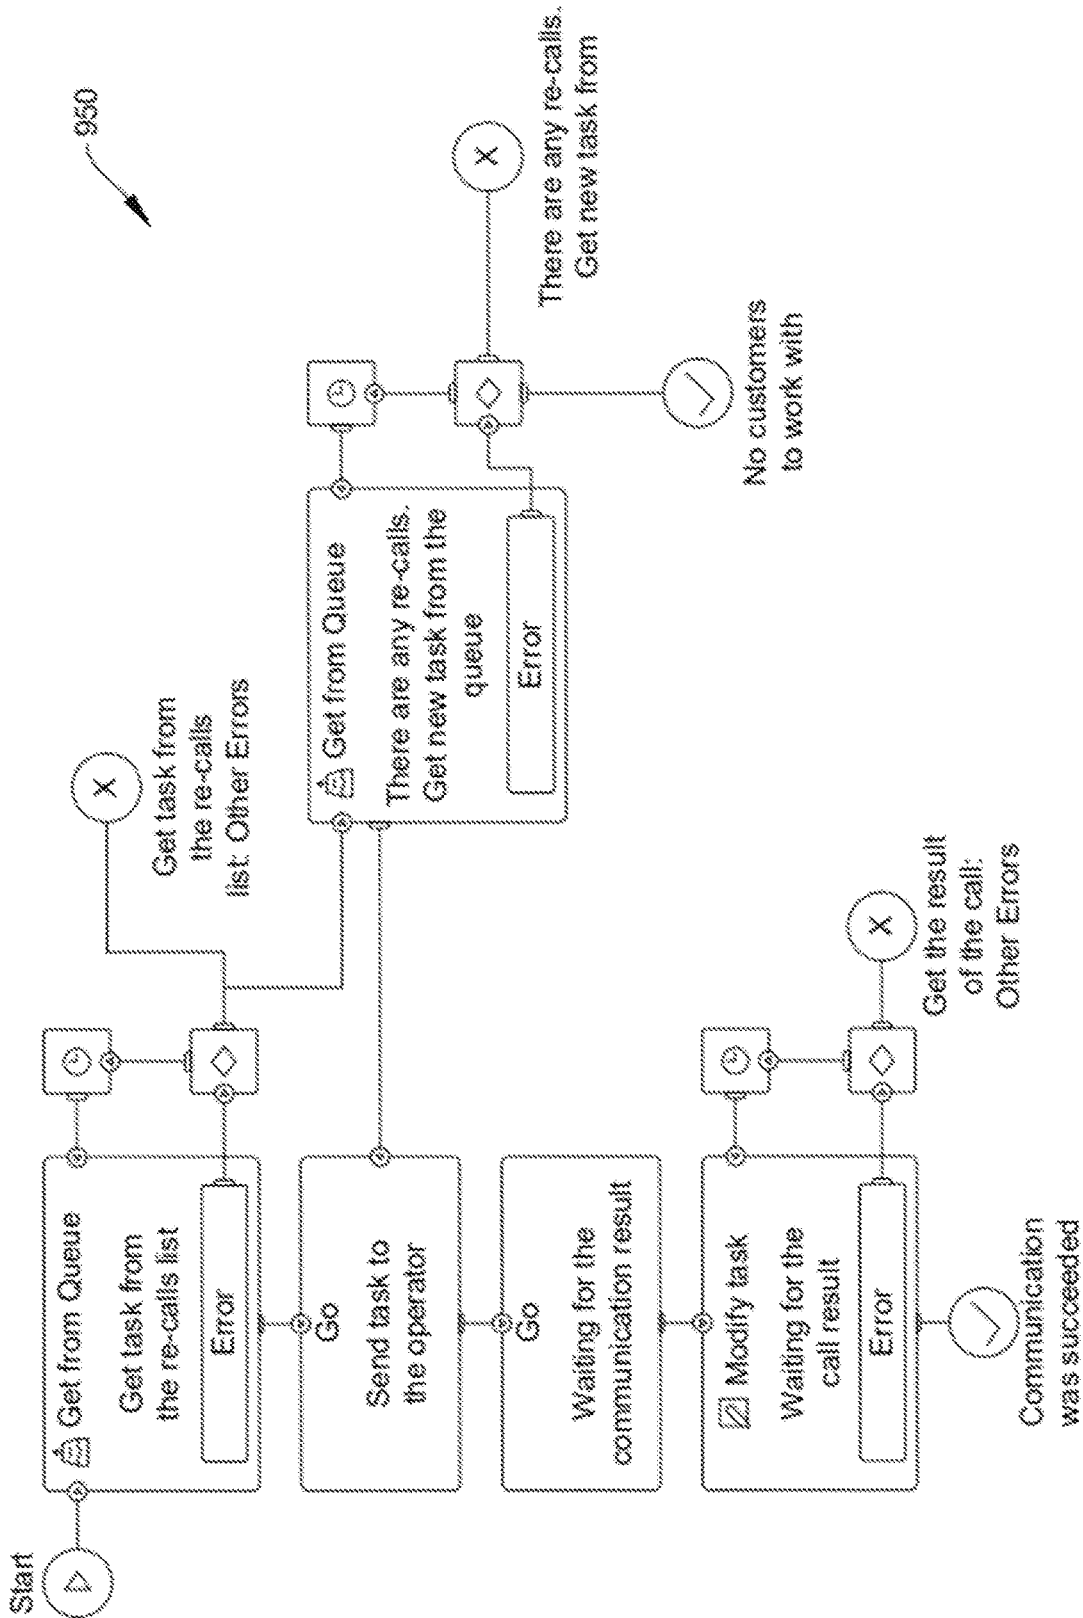 950
Start
Get from Queue
Get task from
the re-calls list
Error
Get task from
the re-calls
list: Other Errors
X
Go
Send task to
the operator
Get from Queue
There are any re-calls.
Get new task from the
queue
Error
X
There are any re-calls.
Get new task from
No customers
to work with
Go
Waiting for the
communication result
Modify task
Waiting for the
call result
Error
X
Get the result
of the call:
Other Errors
Communication
was succeeded